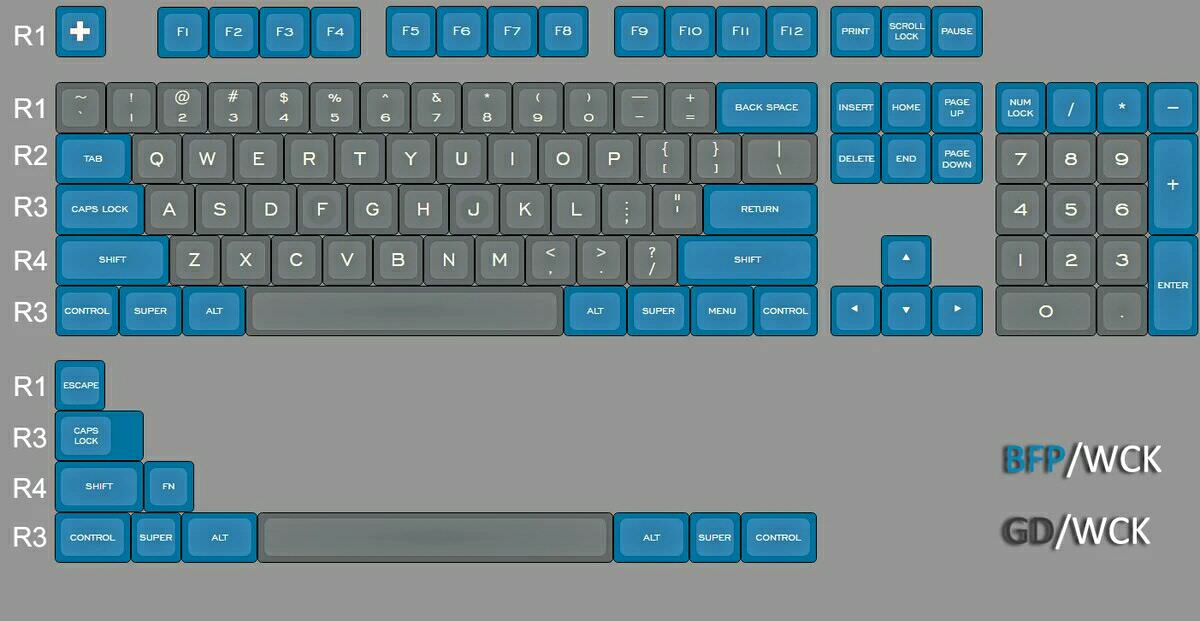 R1 F1 F2 F3 F4 F5 F6 F7 F8 F9 F10 F11 F12 PRINT SCROLL LOCK PAUSE
R1 ~ ` ! 1 @ 2 # 3 $ 4 % 5 ^ 6 & 7 * 8 ( 9 ) 0 — - + = BACK SPACE INSERT HOME PAGE UP NUM LOCK / * −
R2 TAB Q W E R T Y U I O P { [ } ] | \ DELETE END PAGE DOWN 7 8 9 +
R3 CAPS LOCK A S D F G H J K L : ; " ' RETURN 4 5 6
R4 SHIFT Z X C V B N M < , > . ? / SHIFT ▲ 1 2 3 ENTER
R3 CONTROL SUPER ALT ALT SUPER MENU CONTROL ◄ ▼ ► 0 .
R1 ESCAPE
R3 CAPS LOCK
R4 SHIFT FN
R3 CONTROL SUPER ALT ALT SUPER CONTROL
BFP/WCK
GD/WCK